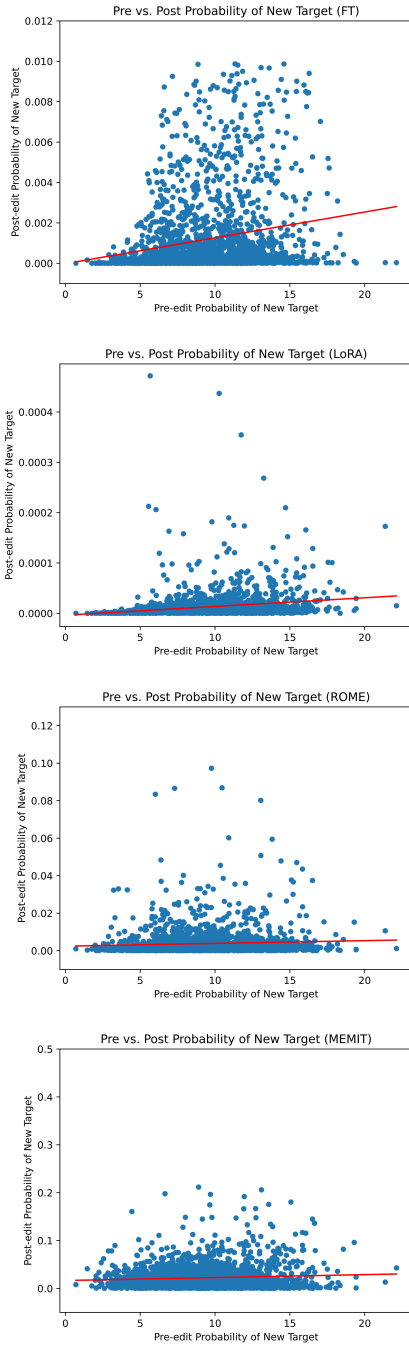 Pre vs. Post Probability of New Target (FT)
0.012
0.010
0.008
0.006
0.004
0.002
0.000
Post-edit Probability of New Target
0 5 10 15 20
Pre-edit Probability of New Target
Pre vs. Post Probability of New Target (LoRA)
0.0004
0.0003
0.0002
0.0001
0.0000
Post-edit Probability of New Target
0 5 10 15 20
Pre-edit Probability of New Target
Pre vs. Post Probability of New Target (ROME)
0.12
0.10
0.08
0.06
0.04
0.02
0.00
Post-edit Probability of New Target
0 5 10 15 20
Pre-edit Probability of New Target
Pre vs. Post Probability of New Target (MEMIT)
0.5
0.4
0.3
0.2
0.1
0.0
Post-edit Probability of New Target
0 5 10 15 20
Pre-edit Probability of New Target